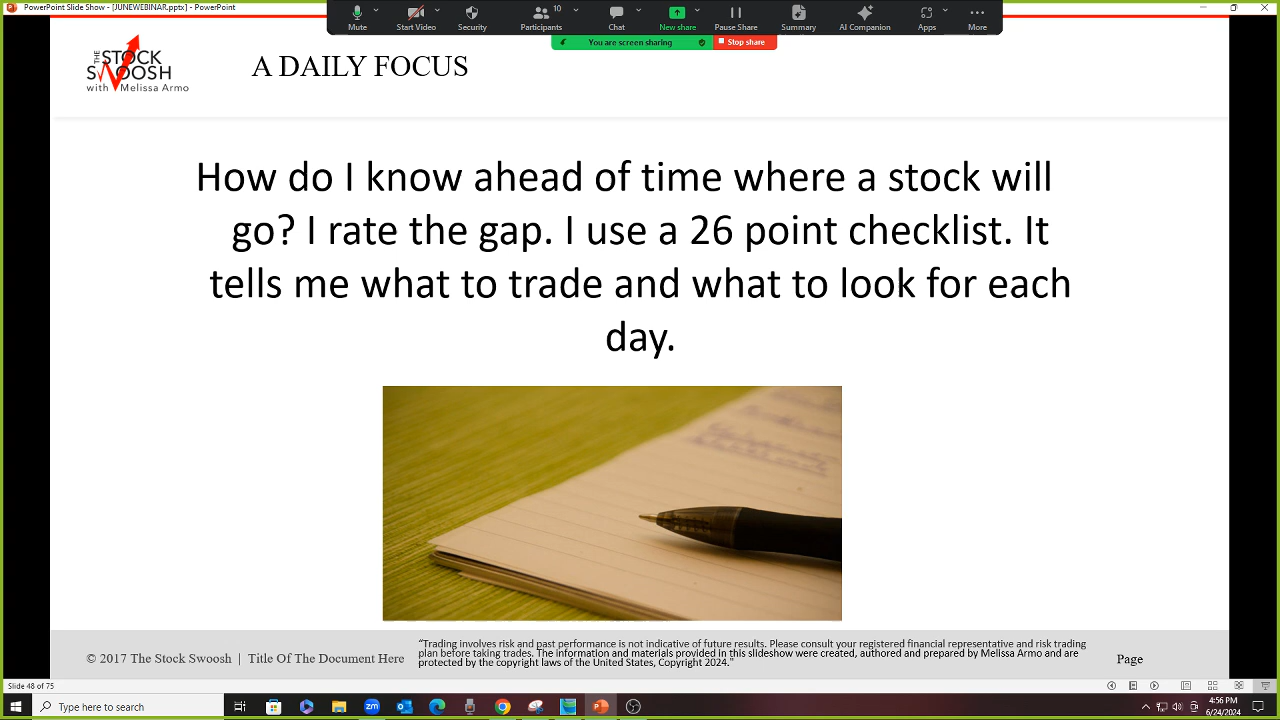 PowerPoint Slide Show - [JUNEWEBINAR.pptx] - PowerPoint
Mute
Start Video
Security
Participants
10
Chat
New share
Pause Share
Summary
AI Companion
Apps
More
You are screen sharing
Stop share
THE STOCK
SWOOSH
with Melissa Armo
A DAILY FOCUS
How do I know ahead of time where a stock will
go? I rate the gap. I use a 26 point checklist. It
tells me what to trade and what to look for each
day.
© 2017 The Stock Swoosh | Title Of The Document Here
"Trading involves risk and past performance is not indicative of future results. Please consult your registered financial representative and risk trading
plan before taking trades. The information and materials provided in this slideshow were created, authored and prepared by Melissa Armo and are
protected by the copyright laws of the United States, Copyright 2024."
Page
Slide 48 of 75
Type here to search
4:56 PM
6/24/2024